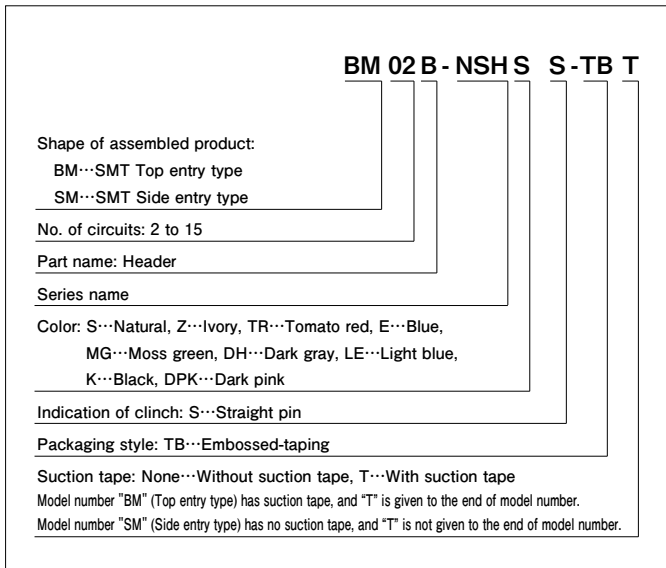 BM 02 B - NSH S S - TB T
Shape of assembled product:
BM···SMT Top entry type
SM···SMT Side entry type
No. of circuits: 2 to 15
Part name: Header
Series name
Color: S···Natural, Z···Ivory, TR···Tomato red, E···Blue,
MG···Moss green, DH···Dark gray, LE···Light blue,
K···Black, DPK···Dark pink
Indication of clinch: S···Straight pin
Packaging style: TB···Embossed-taping
Suction tape: None···Without suction tape, T···With suction tape
Model number "BM" (Top entry type) has suction tape, and “T” is given to the end of model number.
Model number "SM" (Side entry type) has no suction tape, and “T” is not given to the end of model number.